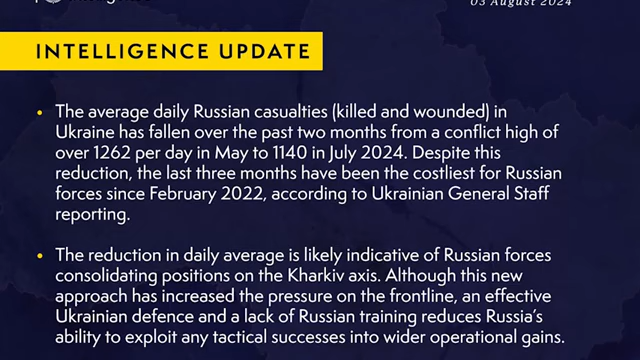 03 August 2024
INTELLIGENCE UPDATE
• The average daily Russian casualties (killed and wounded) in
Ukraine has fallen over the past two months from a conflict high of
over 1262 per day in May to 1140 in July 2024. Despite this
reduction, the last three months have been the costliest for Russian
forces since February 2022, according to Ukrainian General Staff
reporting.
• The reduction in daily average is likely indicative of Russian forces
consolidating positions on the Kharkiv axis. Although this new
approach has increased the pressure on the frontline, an effective
Ukrainian defence and a lack of Russian training reduces Russia's
ability to exploit any tactical successes into wider operational gains.